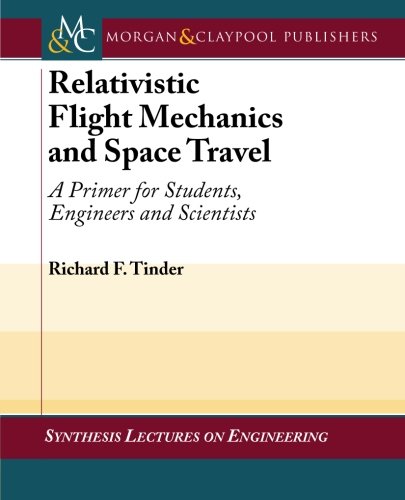 M
&C MORGAN&CLAYPOOL PUBLISHERS
Relativistic
Flight Mechanics
and Space Travel
A Primer for Students,
Engineers and Scientists
Richard F. Tinder
SYNTHESIS LECTURES ON ENGINEERING